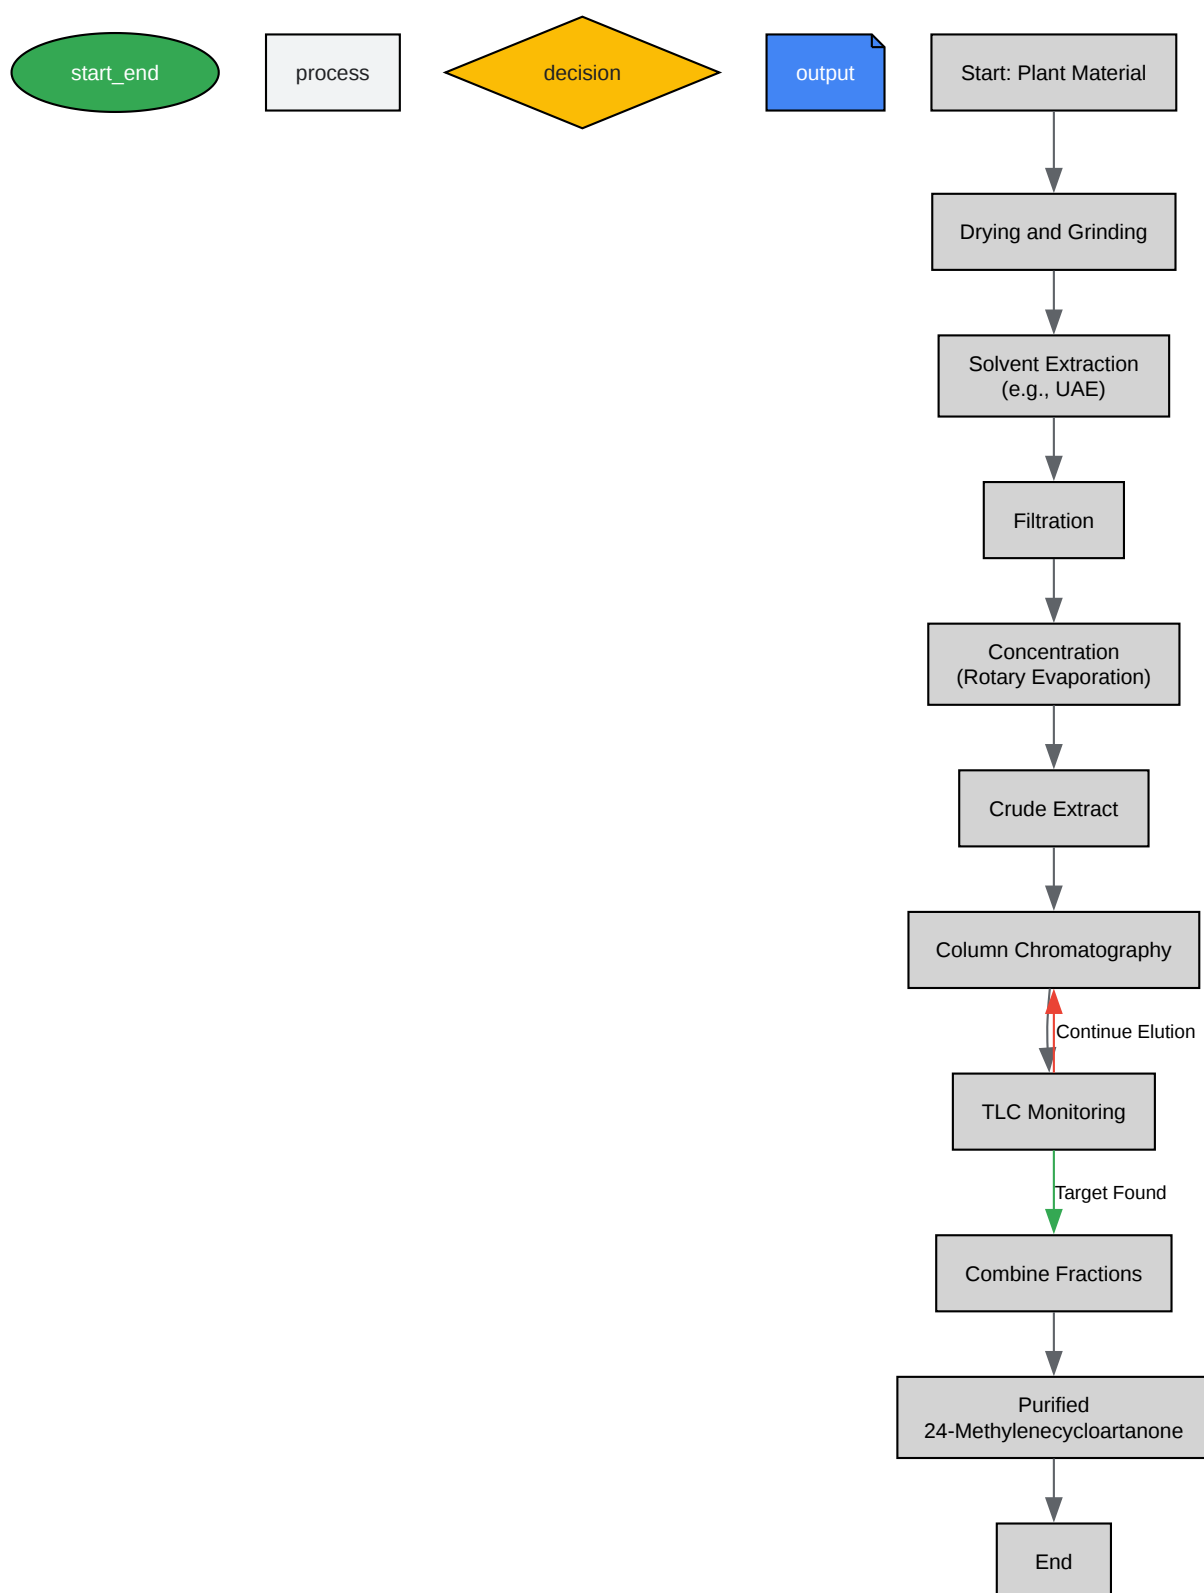 start_end
process
decision
output
Start: Plant Material
Drying and Grinding
Solvent Extraction
(e.g., UAE)
Filtration
Concentration
(Rotary Evaporation)
Crude Extract
Column Chromatography
Continue Elution
TLC Monitoring
Target Found
Combine Fractions
Purified
24-Methylenecycloartanone
End